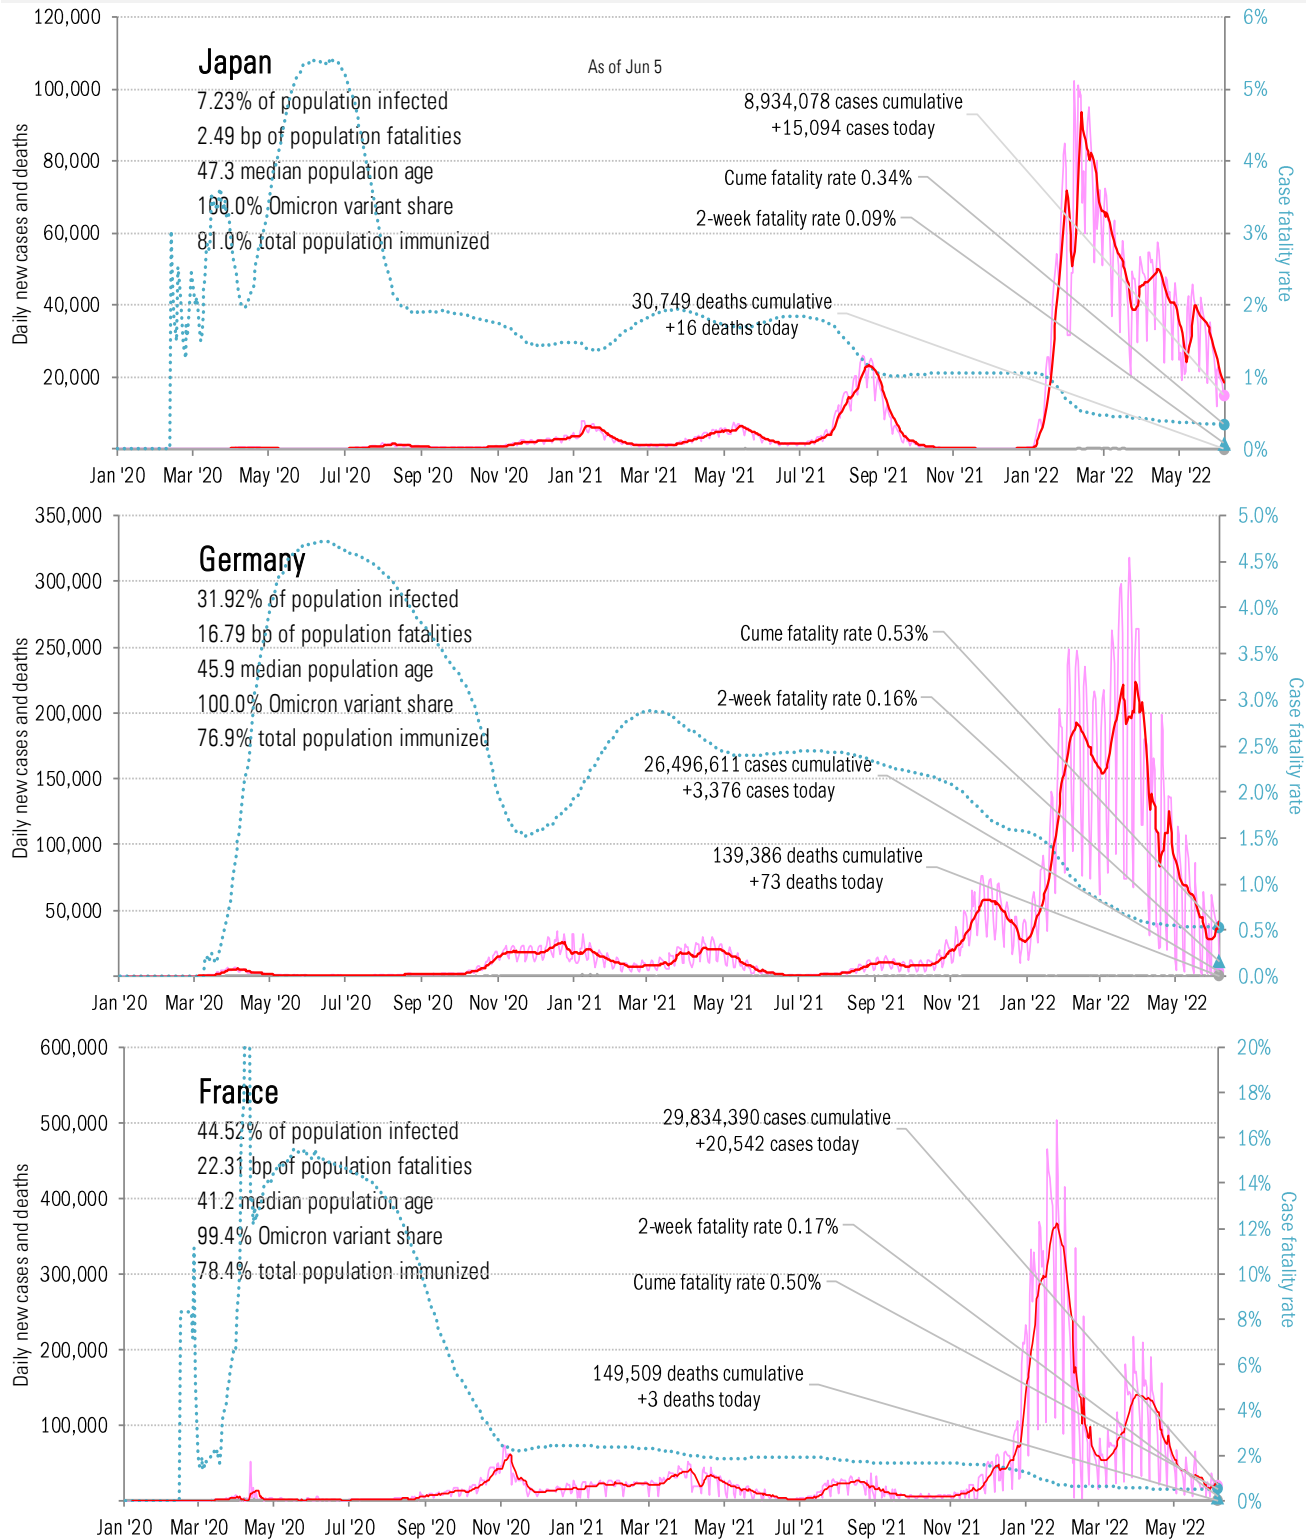 120,000
6%
Japan
As of Jun 5
7.23% of population infected
2.49 bp of population fatalities
47.3 median population age
100.0% Omicron variant share
81.0% total population immunized
100,000
80,000
60,000
40,000
20,000
5%
4%
3%
2%
1%
0%
Daily new cases and deaths
Case fatality rate
8,934,078 cases cumulative
+15,094 cases today
Cume fatality rate 0.34%
2-week fatality rate 0.09%
30,749 deaths cumulative
+16 deaths today
Jan '20 Mar '20 May '20 Jul '20 Sep '20 Nov '20 Jan '21 Mar '21 May '21 Jul '21 Sep '21 Nov '21 Jan '22 Mar '22 May '22
350,000
5.0%
Germany
31.92% of population infected
16.79 bp of population fatalities
45.9 median population age
100.0% Omicron variant share
76.9% total population immunized
300,000
250,000
200,000
150,000
100,000
50,000
4.5%
4.0%
3.5%
3.0%
2.5%
2.0%
1.5%
1.0%
0.5%
0.0%
Daily new cases and deaths
Case fatality rate
Cume fatality rate 0.53%
2-week fatality rate 0.16%
26,496,611 cases cumulative
+3,376 cases today
139,386 deaths cumulative
+73 deaths today
Jan '20 Mar '20 May '20 Jul '20 Sep '20 Nov '20 Jan '21 Mar '21 May '21 Jul '21 Sep '21 Nov '21 Jan '22 Mar '22 May '22
600,000
20%
France
44.52% of population infected
22.31 bp of population fatalities
41.2 median population age
99.4% Omicron variant share
78.4% total population immunized
500,000
400,000
300,000
200,000
100,000
18%
16%
14%
12%
10%
8%
6%
4%
2%
0%
Daily new cases and deaths
Case fatality rate
29,834,390 cases cumulative
+20,542 cases today
2-week fatality rate 0.17%
Cume fatality rate 0.50%
149,509 deaths cumulative
+3 deaths today
Jan '20 Mar '20 May '20 Jul '20 Sep '20 Nov '20 Jan '21 Mar '21 May '21 Jul '21 Sep '21 Nov '21 Jan '22 Mar '22 May '22